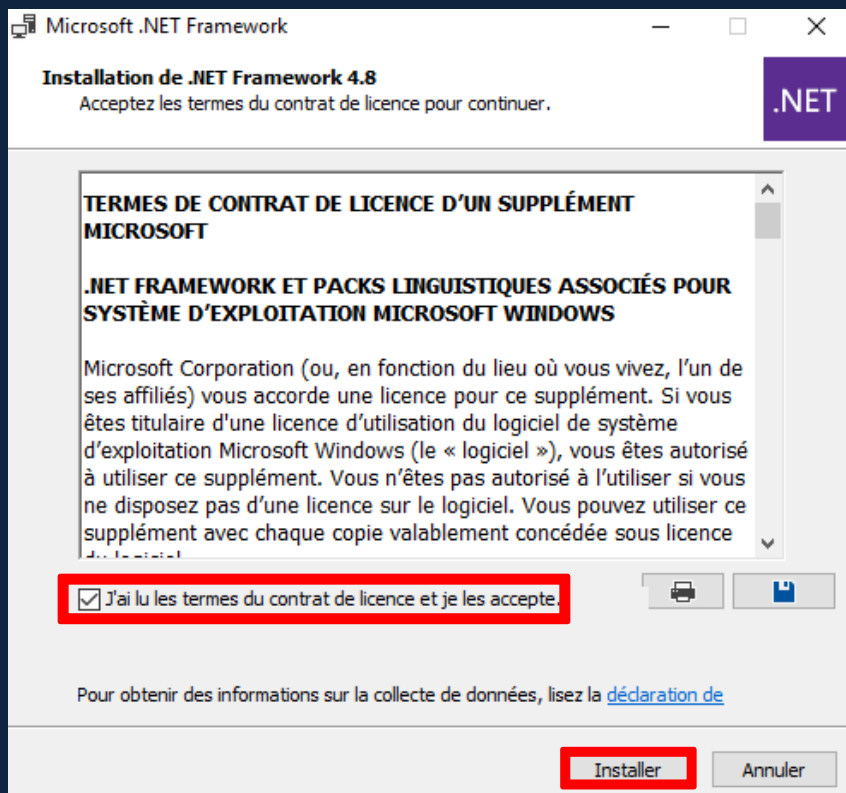 Microsoft .NET Framework
Installation de .NET Framework 4.8
Acceptez les termes du contrat de licence pour continuer.
.NET
TERMES DE CONTRAT DE LICENCE D’UN SUPPLÉMENT
MICROSOFT
.NET FRAMEWORK ET PACKS LINGUISTIQUES ASSOCIÉS POUR
SYSTÈME D’EXPLOITATION MICROSOFT WINDOWS
Microsoft Corporation (ou, en fonction du lieu où vous vivez, l’un de
ses affiliés) vous accorde une licence pour ce supplément. Si vous
êtes titulaire d'une licence d’utilisation du logiciel de système
d’exploitation Microsoft Windows (le « logiciel »), vous êtes autorisé
à utiliser ce supplément. Vous n’êtes pas autorisé à l’utiliser si vous
ne disposez pas d’une licence sur le logiciel. Vous pouvez utiliser ce
supplément avec chaque copie valablement concédée sous licence
J'ai lu les termes du contrat de licence et je les accepte.
Pour obtenir des informations sur la collecte de données, lisez la déclaration de
Installer
Annuler